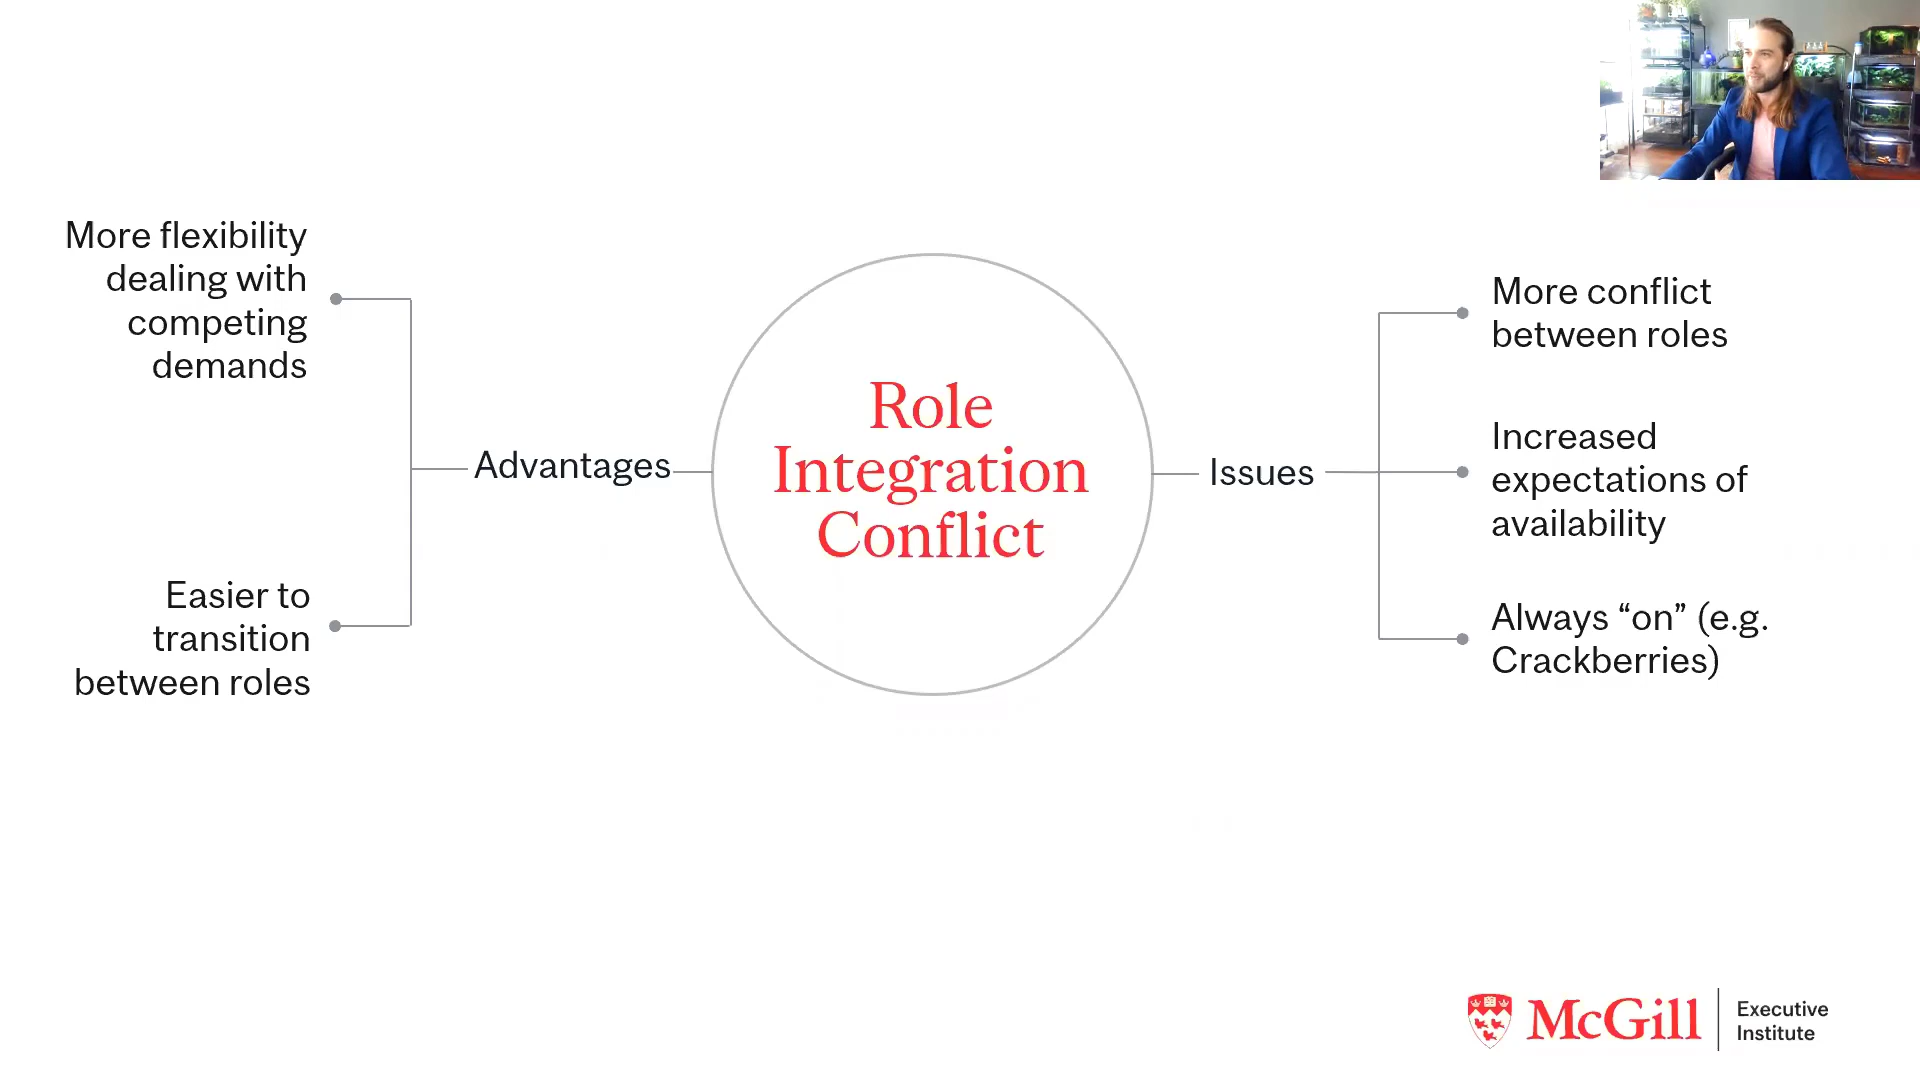 More flexibility
dealing with
competing
demands
Easier to
transition
between roles
Advantages
Role
Integration
Conflict
Issues
More conflict
between roles
Increased
expectations of
availability
Always “on” (e.g.
Crackberries)
McGill
Executive
Institute